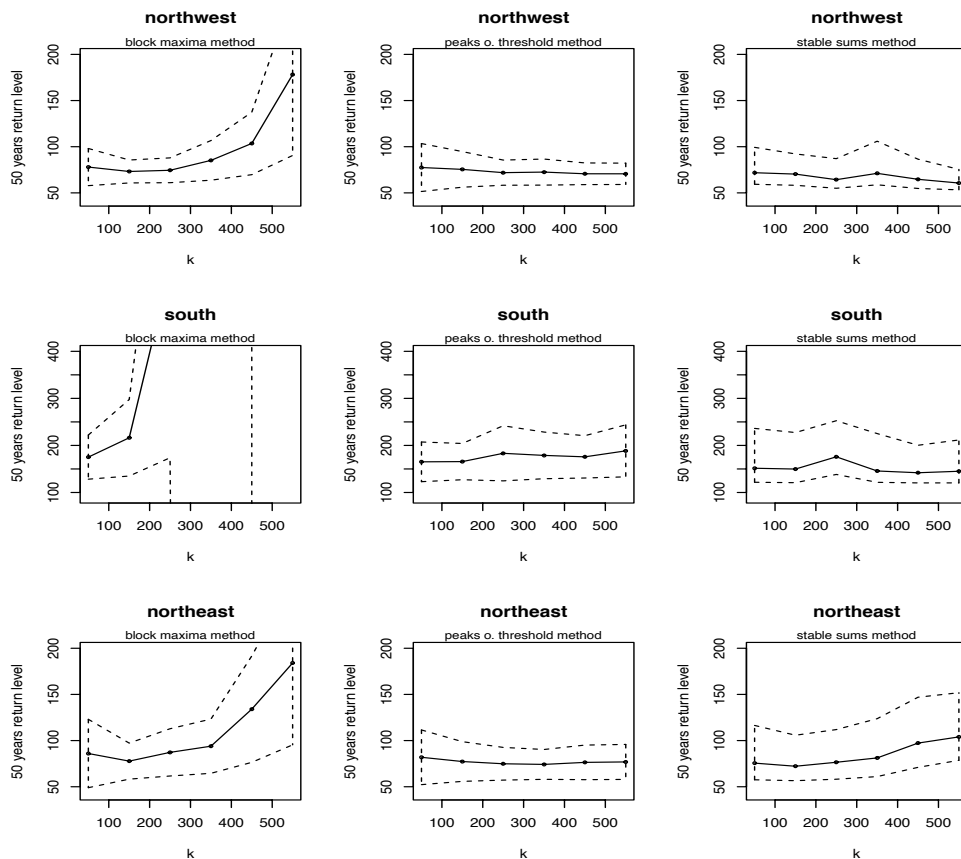 northwest
block maxima method
50 years return level
200
150
100
50
100 200 300 400 500
k
northwest
peaks o. threshold method
50 years return level
200
150
100
50
100 200 300 400 500
k
northwest
stable sums method
50 years return level
200
150
100
50
100 200 300 400 500
k
south
block maxima method
50 years return level
400
300
200
100
100 200 300 400 500
k
south
peaks o. threshold method
50 years return level
400
300
200
100
100 200 300 400 500
k
south
stable sums method
50 years return level
400
300
200
100
100 200 300 400 500
k
northeast
block maxima method
50 years return level
200
150
100
50
100 200 300 400 500
k
northeast
peaks o. threshold method
50 years return level
200
150
100
50
100 200 300 400 500
k
northeast
stable sums method
50 years return level
200
150
100
50
100 200 300 400 500
k